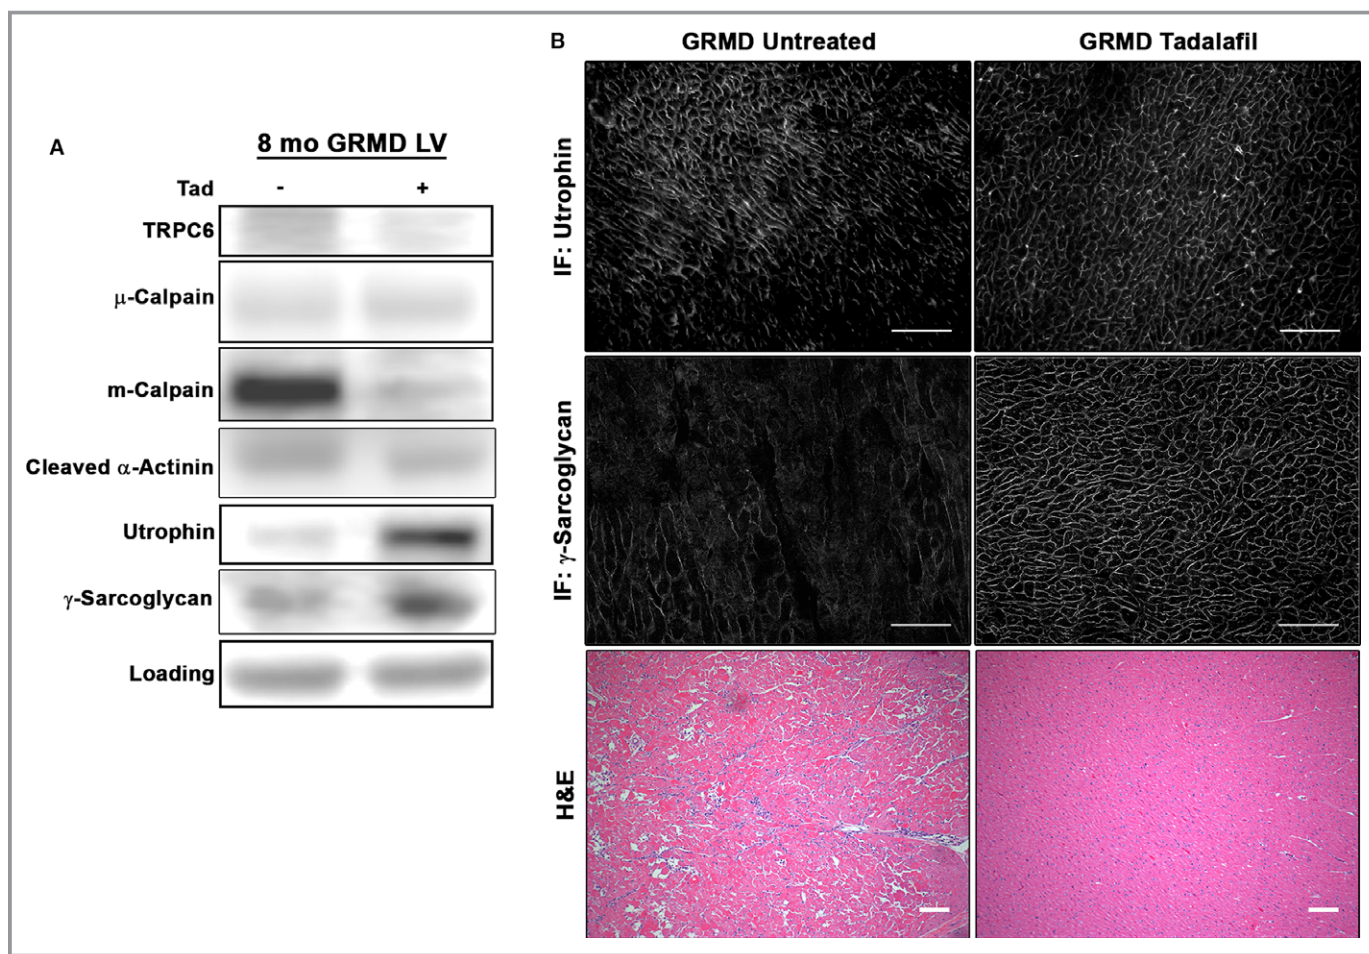 A
8 mo GRMD LV
Tad - +
TRPC6
μ-Calpain
m-Calpain
Cleaved α-Actinin
Utrophin
γ-Sarcoglycan
Loading
B
GRMD Untreated GRMD Tadalafil
IF: Utrophin
IF: γ-Sarcoglycan
H&E